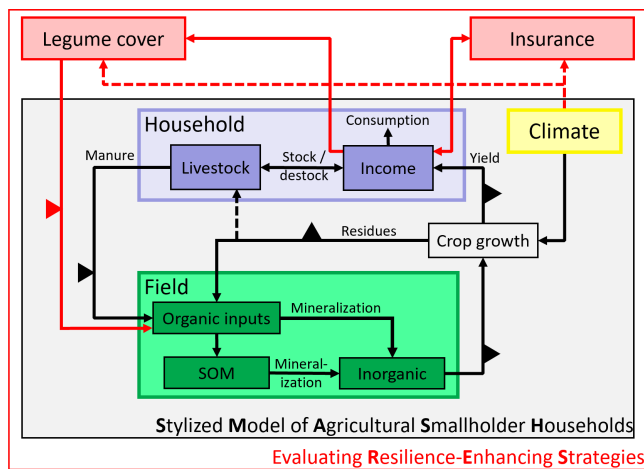 Legume cover
Insurance
Household
Consumption
Climate
Manure
Livestock
Stock /
destock
Income
Yield
Residues
Crop growth
Field
Organic inputs
Mineralization
SOM
Mineral-
ization
Inorganic
Stylized Model of Agricultural Smallholder Households
Evaluating Resilience-Enhancing Strategies